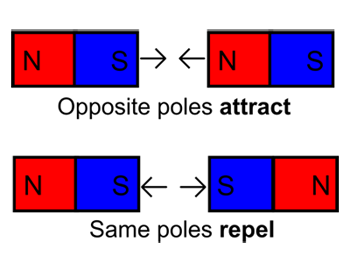 N S N S
Opposite poles attract
N S S N
Same poles repel